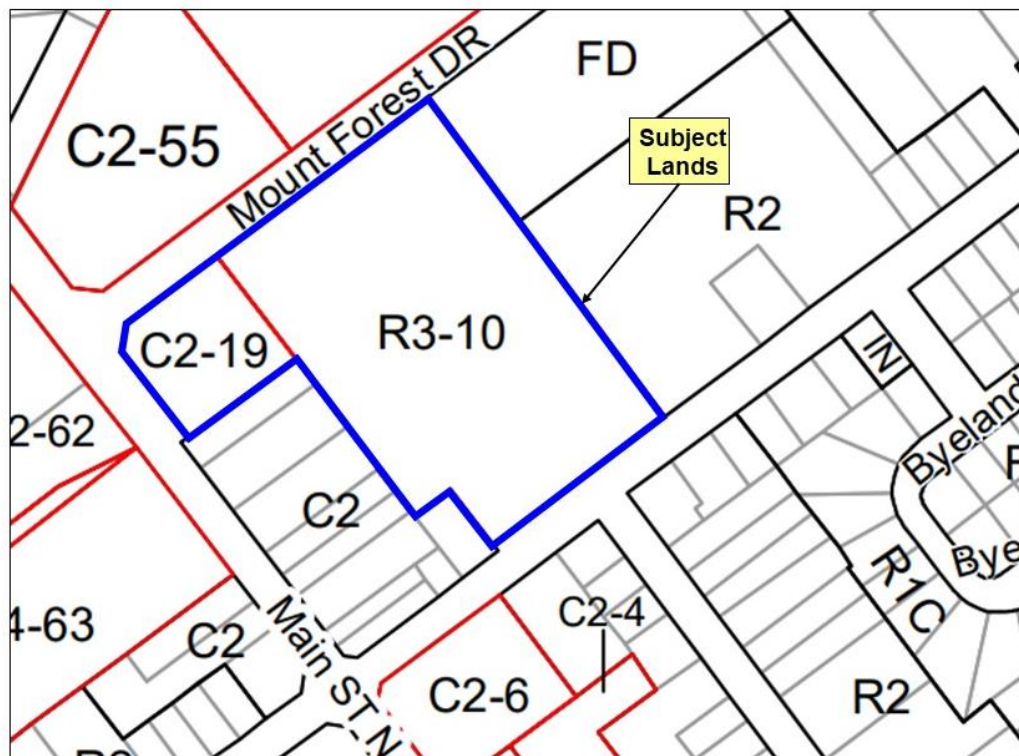 FD
Mount Forest DR
C2-55
Subject
Lands
R2
R3-10
C2-19
IN
2-62
Byeland
C2
Bye
R1C
C2-4
4-63
C2
Main ST N
C2-6
R2